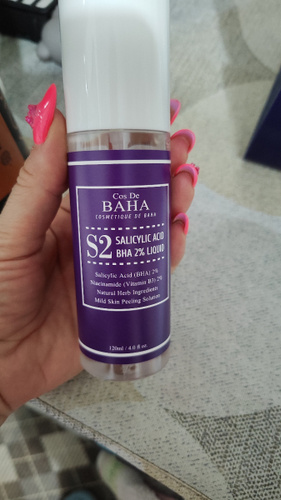 Cos De
BAHA
COSMETIQUE DE BAHA
S2 SALICYLIC ACID
BHA 2% LIQUID
Salicylic Acid (BHA) 2%
Niacinamide (Vitamin B3) 2%
Natural Herb Ingredients
Mild Skin Peeling Solution
120ml / 4.0 fl oz